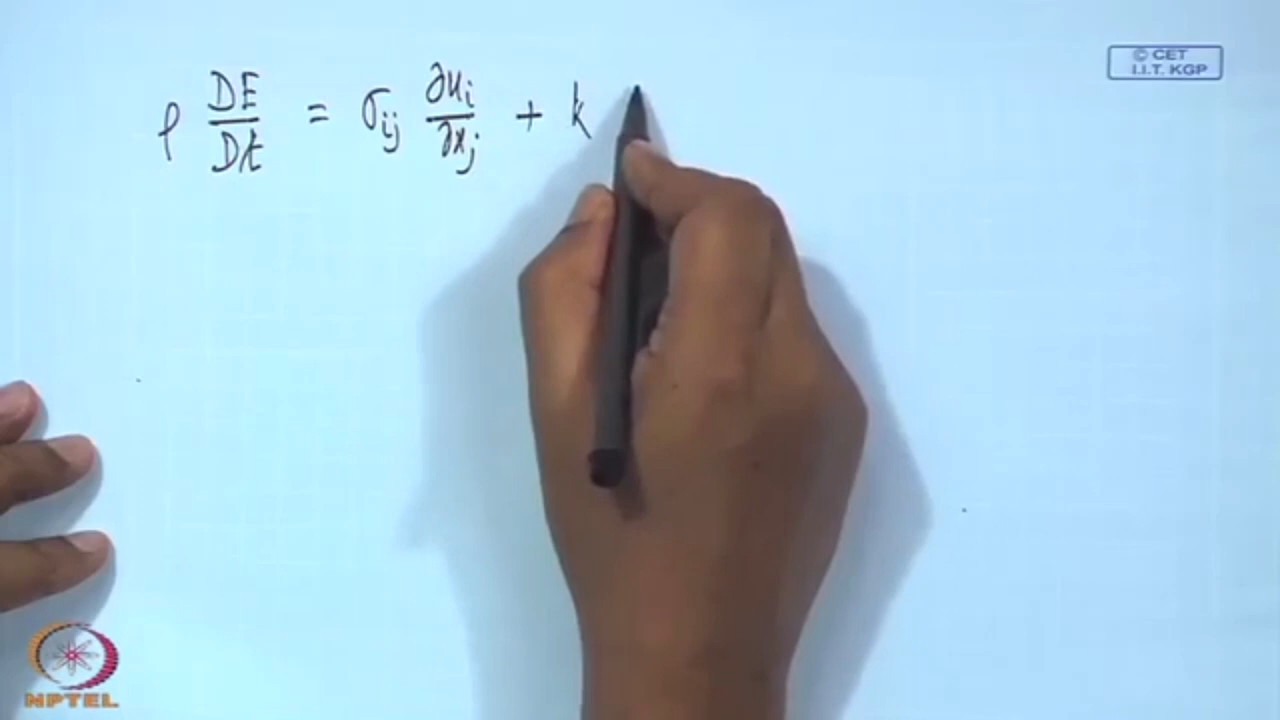 © CET
I.I.T. KGP
ρ DE/Dt = σij ∂ui/∂xj + k
NPTEL